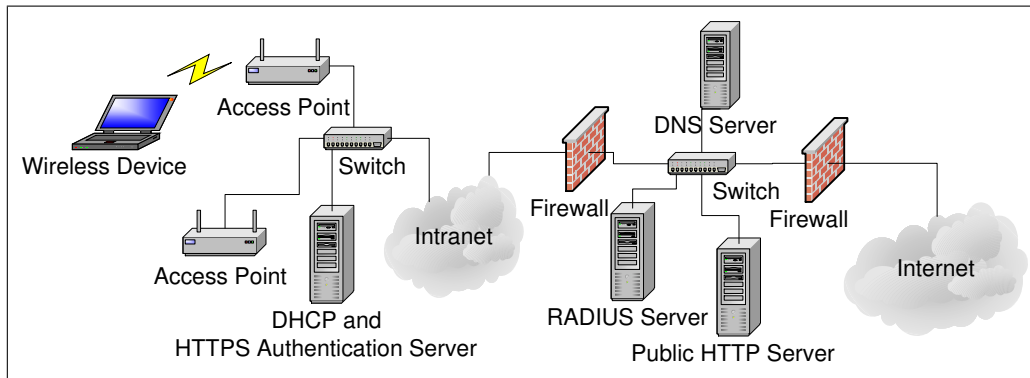 Access Point
Wireless Device
Switch
Access Point
DHCP and
HTTPS Authentication Server
Intranet
Firewall
DNS Server
Switch
Firewall
RADIUS Server
Public HTTP Server
Internet